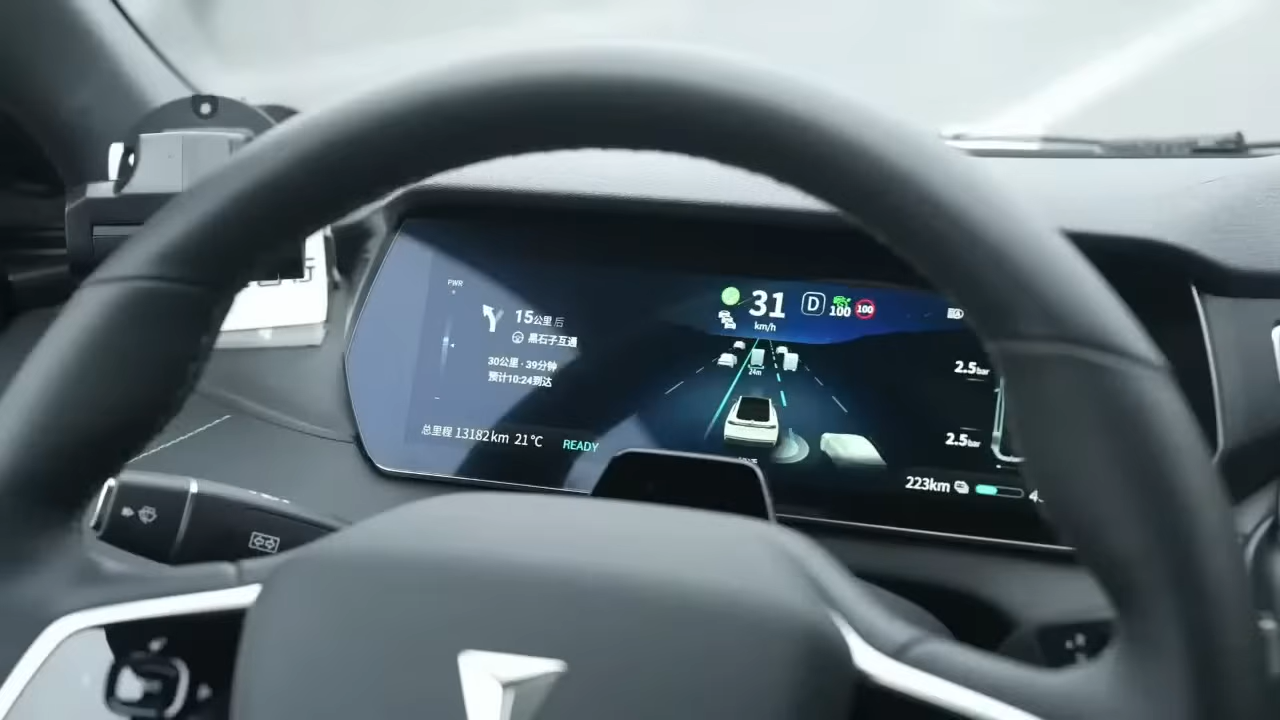 PWR
15公里 后
黑石子互通
30公里·39分钟
预计10:24到达
总里程 13182km 21℃
READY
31
km/h
D
100
100
24m
2.5bar
2.5bar
223km